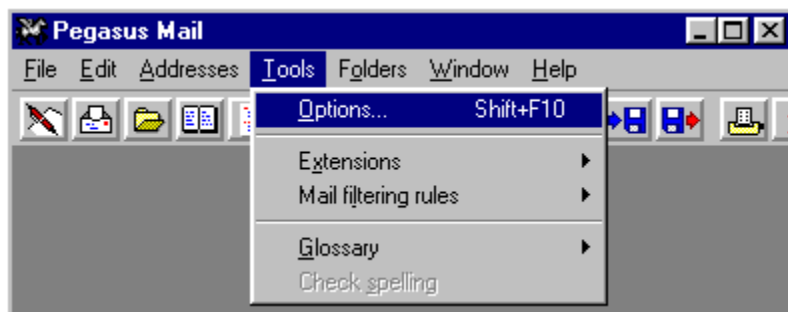 Pegasus Mail
File Edit Addresses Tools Folders Window Help
Options... Shift+F10
Extensions
Mail filtering rules
Glossary
Check spelling